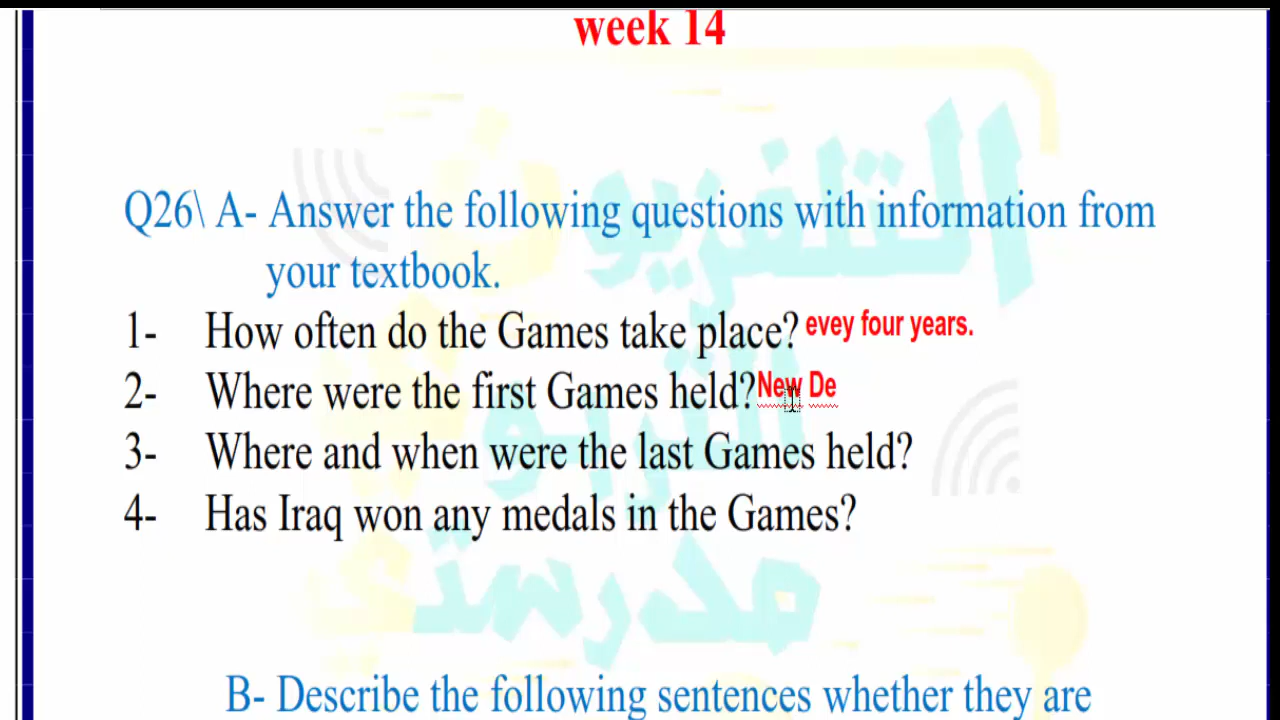 week 14
Q26\ A- Answer the following questions with information from
your textbook.
1- How often do the Games take place? evey four years.
2- Where were the first Games held? New De
3- Where and when were the last Games held?
4- Has Iraq won any medals in the Games?
التلفزيون
التربوي
مدرستي
B- Describe the following sentences whether they are